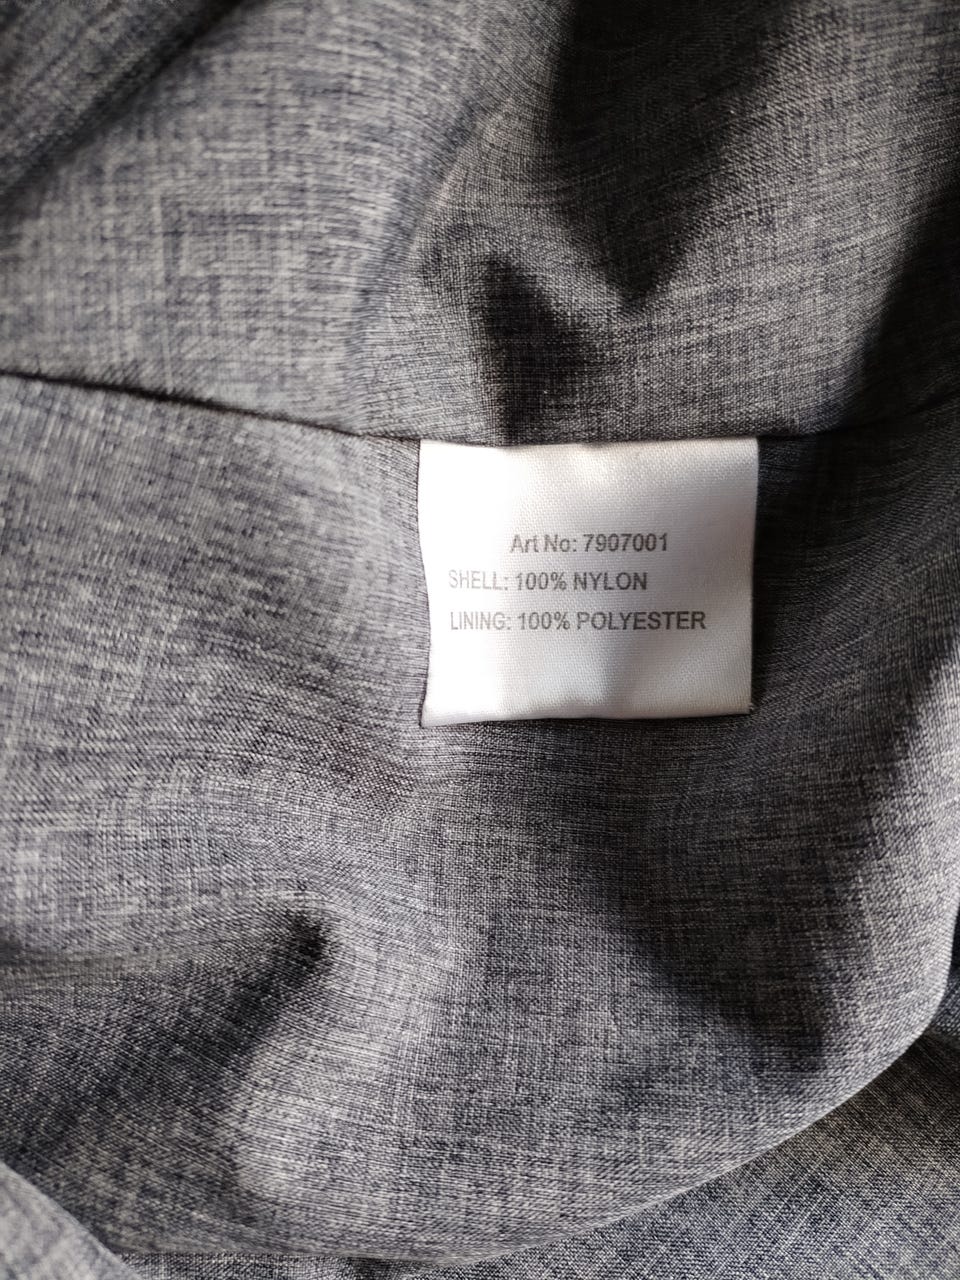 Art No: 7907001
SHELL: 100% NYLON
LINING: 100% POLYESTER